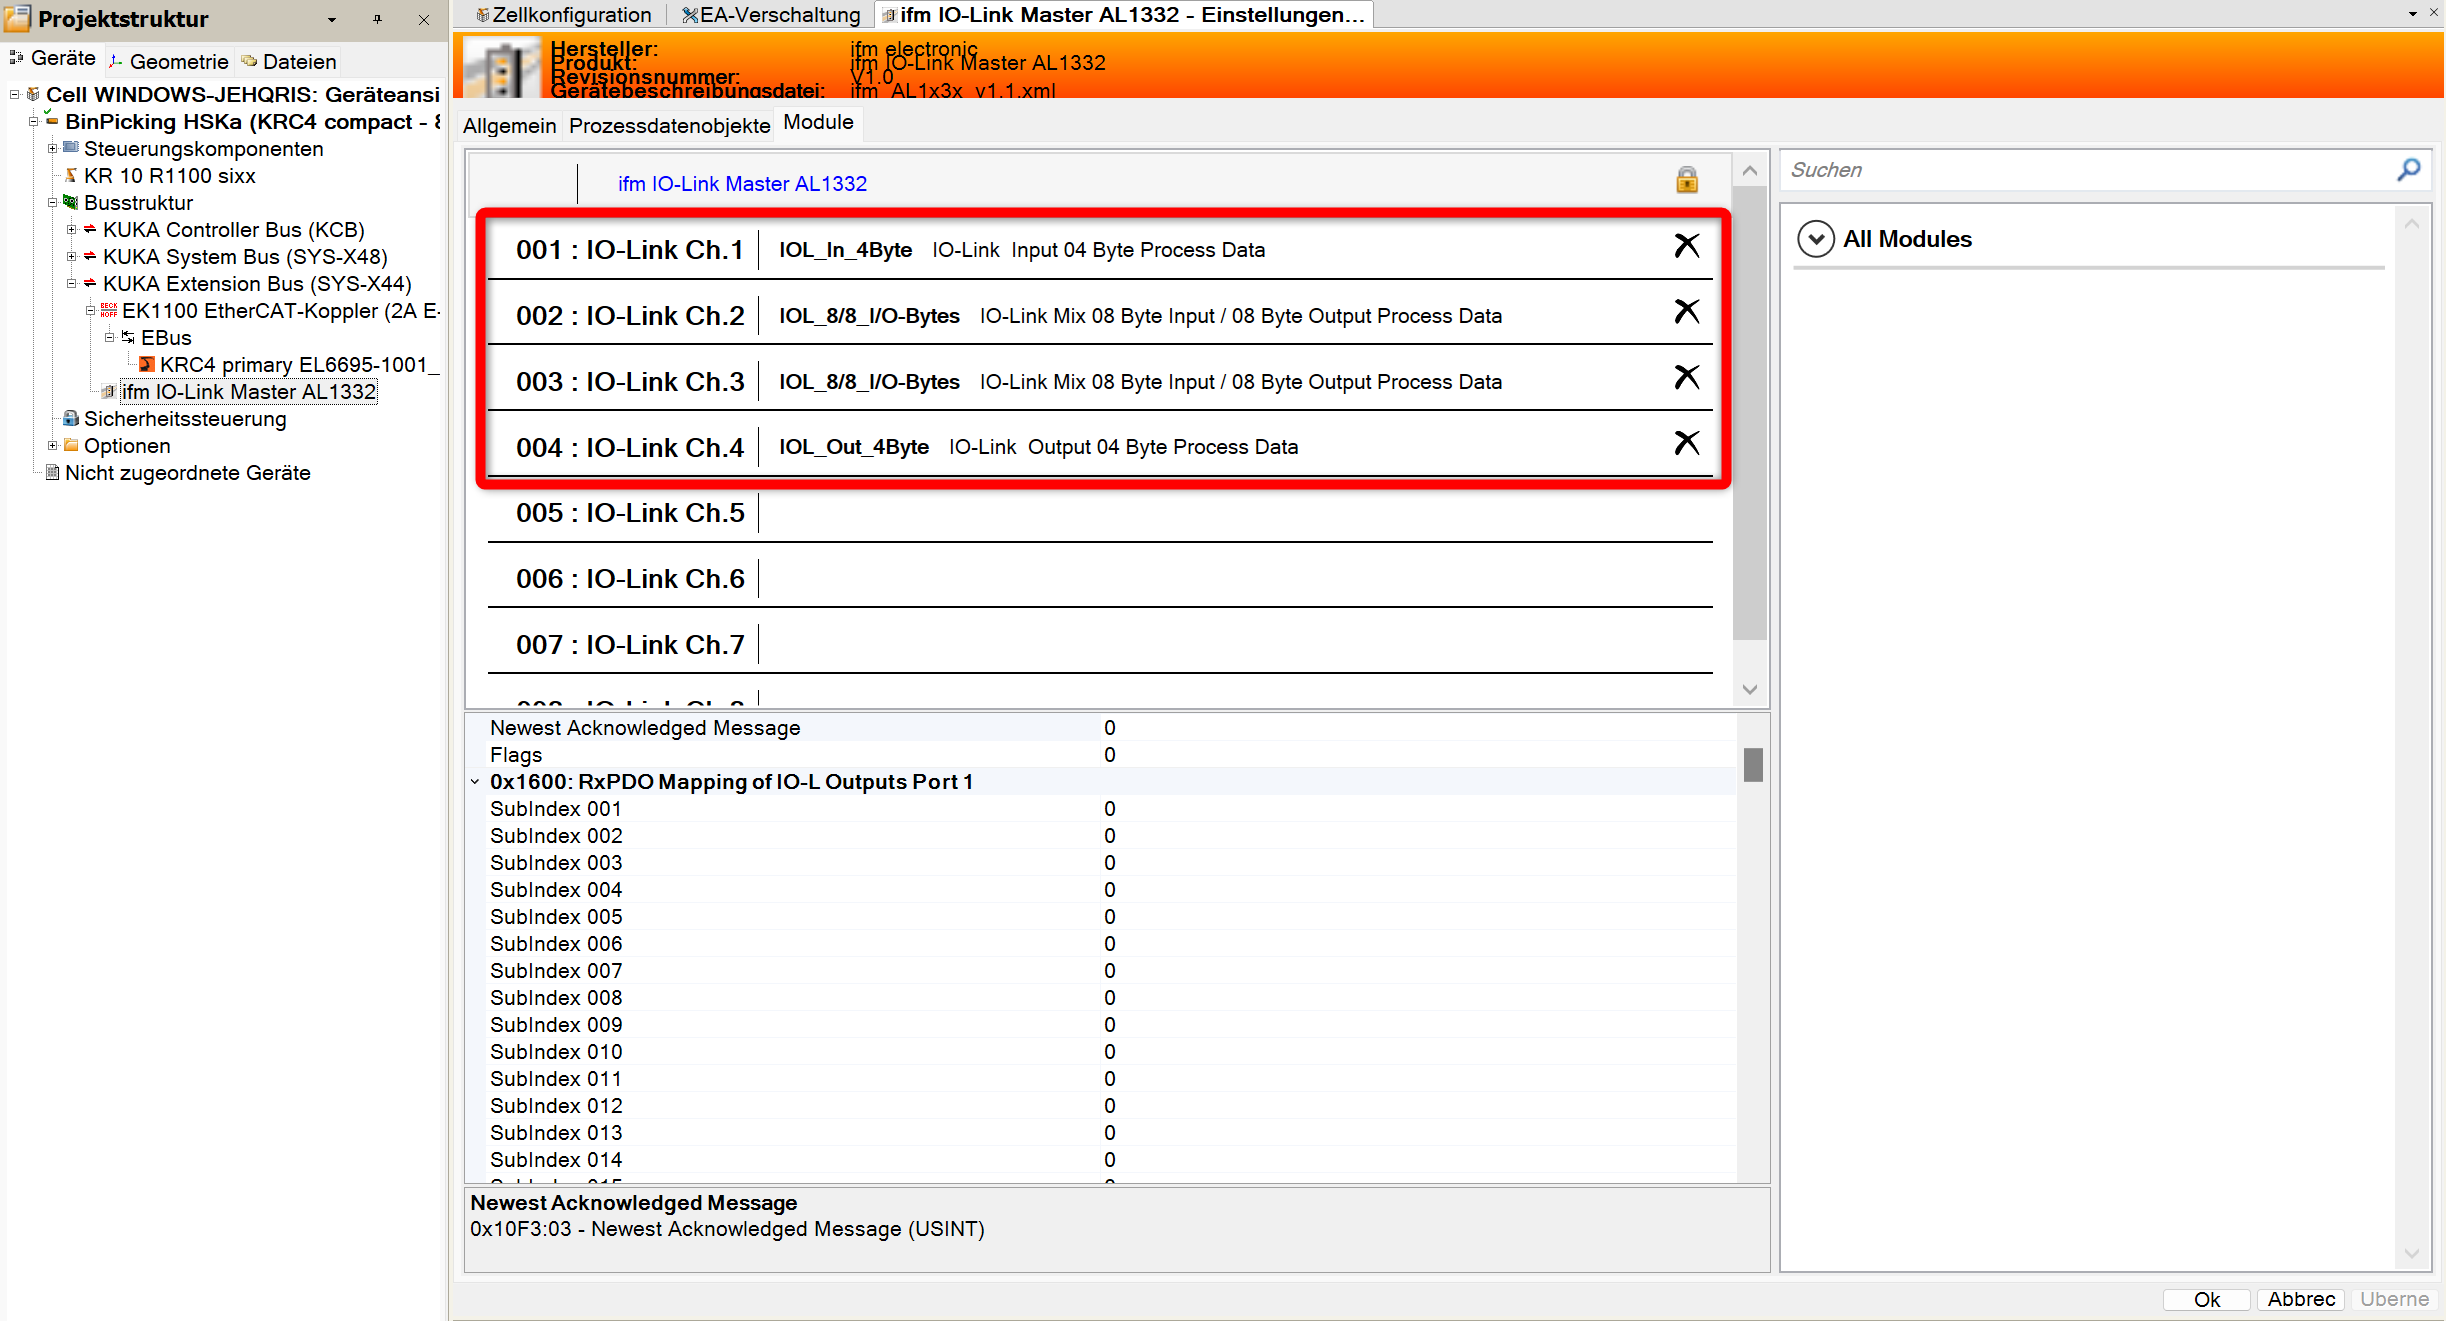 Projektstruktur
Geräte
Geometrie
Dateien
Cell WINDOWS-JEHQRIS: Geräteansi
BinPicking HSKa (KRC4 compact - 8
Steuerungskomponenten
KR 10 R1100 sixx
Busstruktur
KUKA Controller Bus (KCB)
KUKA System Bus (SYS-X48)
KUKA Extension Bus (SYS-X44)
EK1100 EtherCAT-Koppler (2A E-
EBus
KRC4 primary EL6695-1001_
ifm IO-Link Master AL1332
Sicherheitssteuerung
Optionen
Nicht zugeordnete Geräte
Zellkonfiguration
EA-Verschaltung
ifm IO-Link Master AL1332 - Einstellungen...
Hersteller: ifm electronic
Produkt: ifm IO-Link Master AL1332
Revisionsnummer: V1.0
Gerätebeschreibungsdatei: ifm_AL1x3x_v1.1.xml
Allgemein
Prozessdatenobjekte
Module
ifm IO-Link Master AL1332
001 : IO-Link Ch.1 IOL_In_4Byte IO-Link Input 04 Byte Process Data
002 : IO-Link Ch.2 IOL_8/8_I/O-Bytes IO-Link Mix 08 Byte Input / 08 Byte Output Process Data
003 : IO-Link Ch.3 IOL_8/8_I/O-Bytes IO-Link Mix 08 Byte Input / 08 Byte Output Process Data
004 : IO-Link Ch.4 IOL_Out_4Byte IO-Link Output 04 Byte Process Data
005 : IO-Link Ch.5
006 : IO-Link Ch.6
007 : IO-Link Ch.7
Newest Acknowledged Message 0
Flags 0
0x1600: RxPDO Mapping of IO-L Outputs Port 1
SubIndex 001 0
SubIndex 002 0
SubIndex 003 0
SubIndex 004 0
SubIndex 005 0
SubIndex 006 0
SubIndex 007 0
SubIndex 008 0
SubIndex 009 0
SubIndex 010 0
SubIndex 011 0
SubIndex 012 0
SubIndex 013 0
SubIndex 014 0
Newest Acknowledged Message
0x10F3:03 - Newest Acknowledged Message (USINT)
Suchen
All Modules
Ok
Abbrec
Uberne